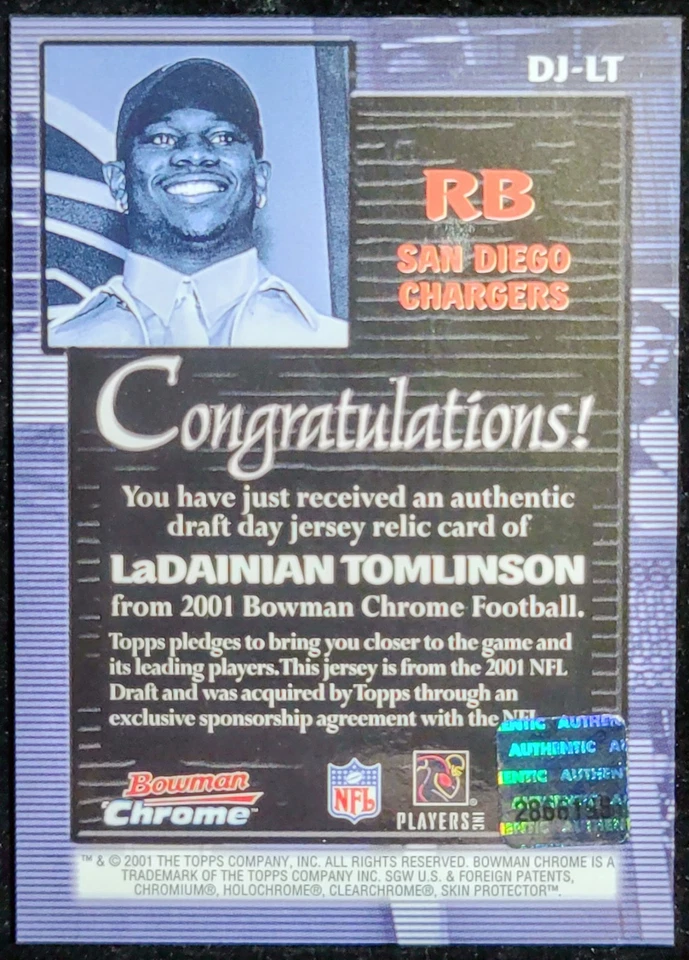 DJ-LT
RB
SAN DIEGO
CHARGERS
Congratulations!
You have just received an authentic
draft day jersey relic card of
LaDAINIAN TOMLINSON
from 2001 Bowman Chrome Football.
Topps pledges to bring you closer to the game and
its leading players.This jersey is from the 2001 NFL
Draft and was acquired by Topps through an
exclusive sponsorship agreement with the NFL.
Bowman
Chrome™
NFL
PLAYERS INC
AUTHENTIC
™ & © 2001 THE TOPPS COMPANY, INC. ALL RIGHTS RESERVED. BOWMAN CHROME IS A
TRADEMARK OF THE TOPPS COMPANY INC. SGW U.S. & FOREIGN PATENTS,
CHROMIUM®, HOLOCHROME®, CLEARCHROME®, SKIN PROTECTOR™.